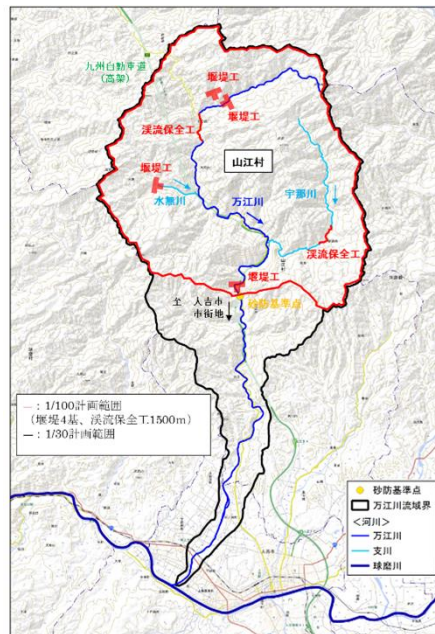 九州自動車道
(高架)
堰堤工
堰堤工
渓流保全工
山江村
堰堤工
水無川
万江川
宇那川
渓流保全工
堰堤工
砂防基準点
至 人吉市
市街地
―:1/100計画範囲
(堰堤4基、渓流保全工1500m)
―:1/30計画範囲
砂防基準点
万江川流域界
<河川>
万江川
支川
球磨川